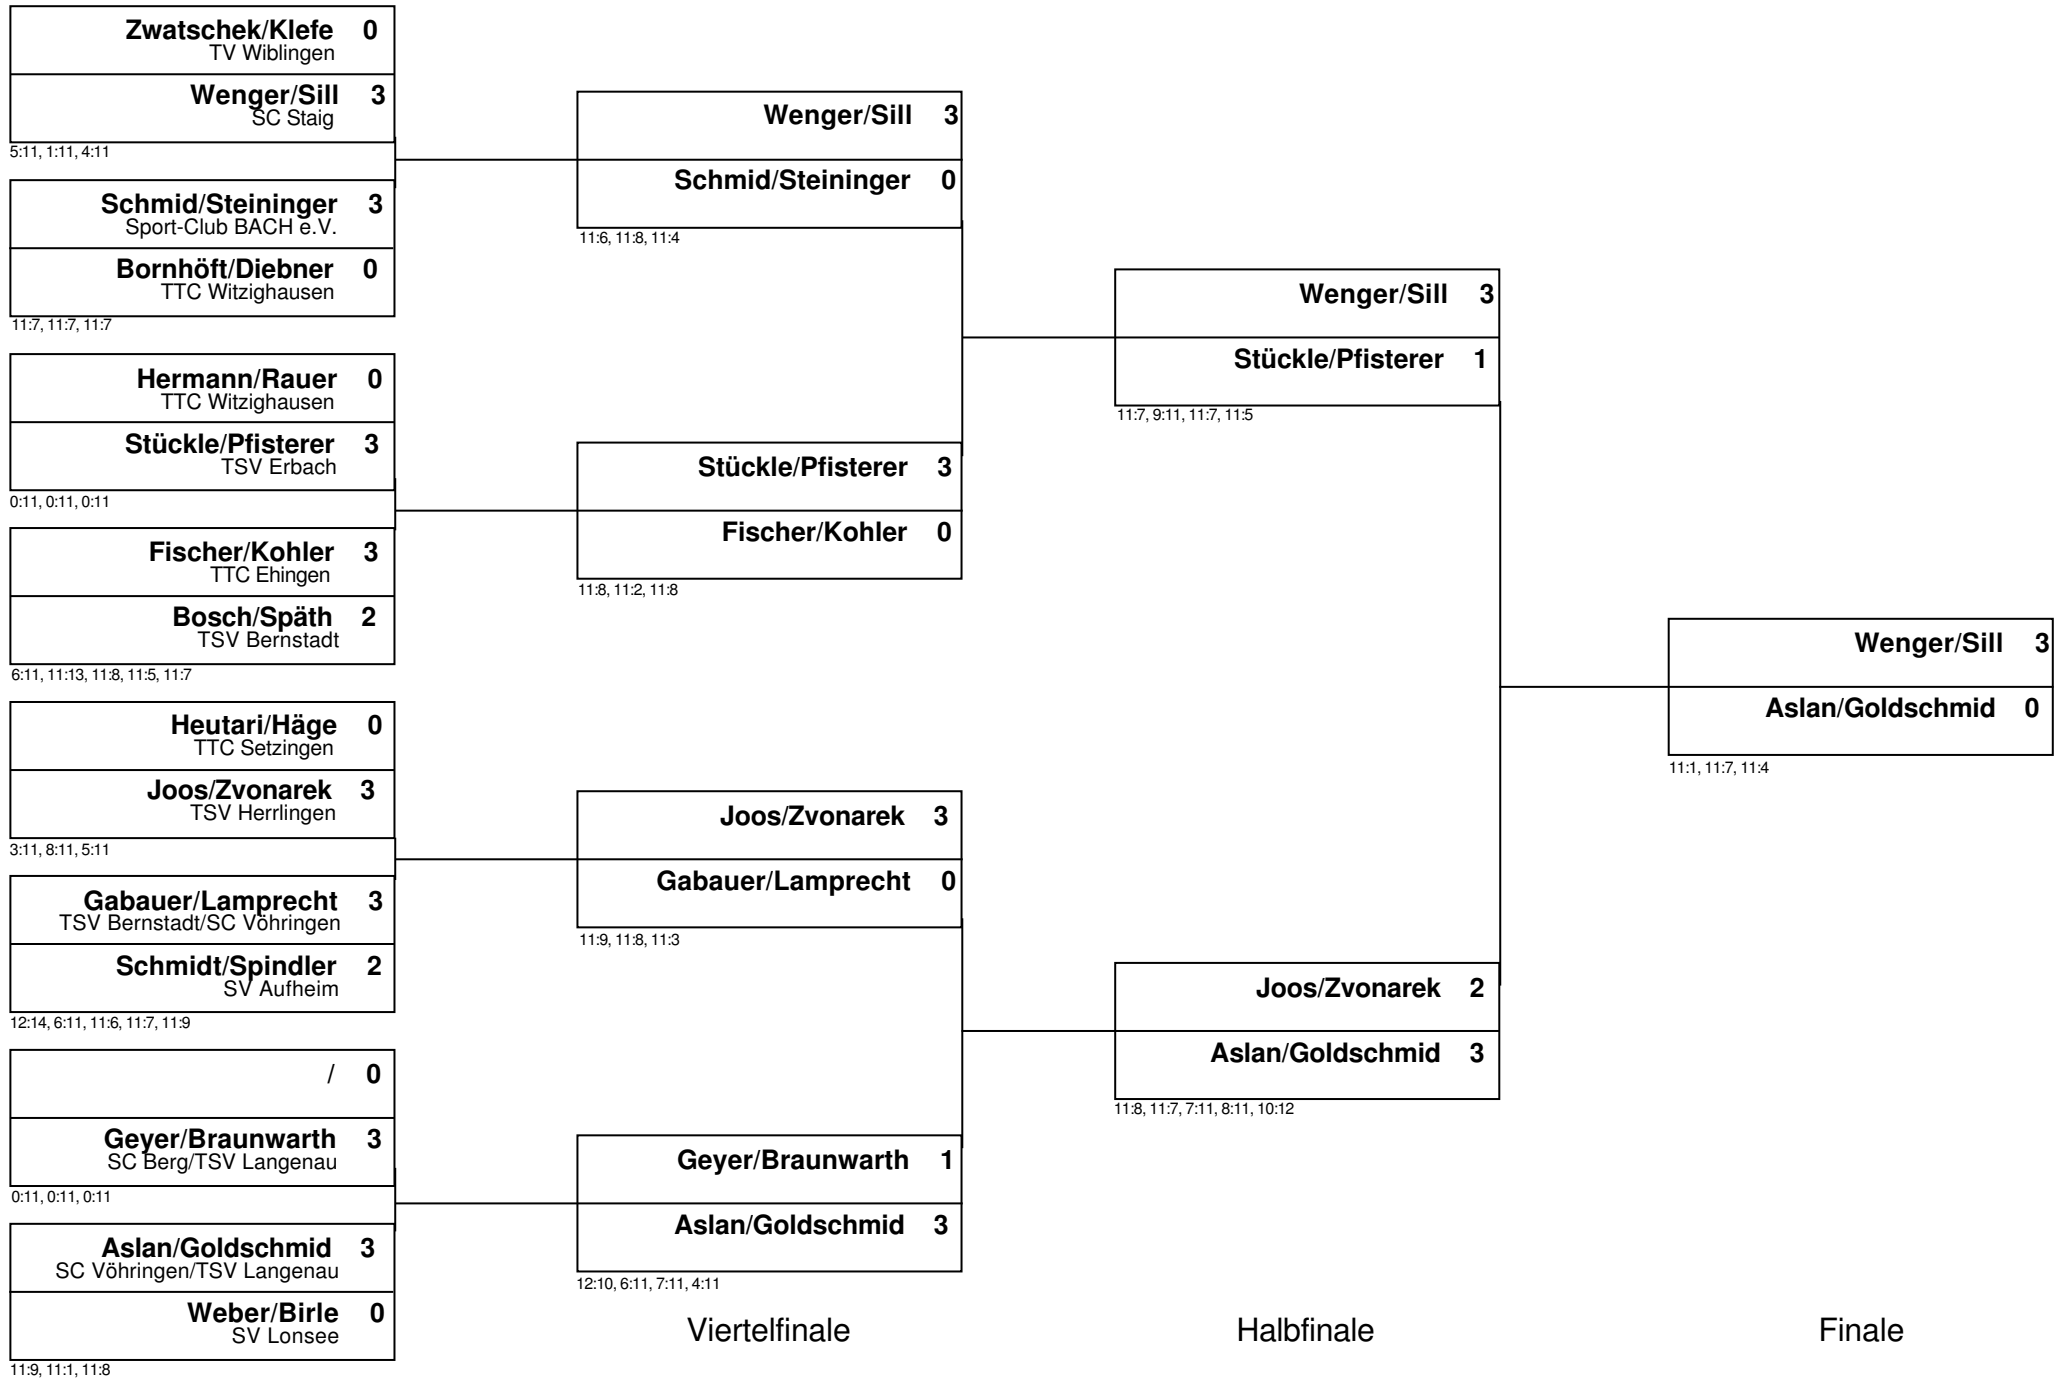 Zwatschek/Klefe 0
TV Wiblingen
Wenger/Sill 3
SC Staig
5:11, 1:11, 4:11
Schmid/Steininger 3
Sport-Club BACH e.V.
Bornhöft/Diebner 0
TTC Witzighausen
11:7, 11:7, 11:7
Hermann/Rauer 0
TTC Witzighausen
Stückle/Pfisterer 3
TSV Erbach
0:11, 0:11, 0:11
Fischer/Kohler 3
TTC Ehingen
Bosch/Späth 2
TSV Bernstadt
6:11, 11:13, 11:8, 11:5, 11:7
Heutari/Häge 0
TTC Setzingen
Joos/Zvonarek 3
TSV Herrlingen
3:11, 8:11, 5:11
Gabauer/Lamprecht 3
TSV Bernstadt/SC Vöhringen
Schmidt/Spindler 2
SV Aufheim
12:14, 6:11, 11:6, 11:7, 11:9
/ 0
Geyer/Braunwarth 3
SC Berg/TSV Langenau
0:11, 0:11, 0:11
Aslan/Goldschmid 3
SC Vöhringen/TSV Langenau
Weber/Birle 0
SV Lonsee
11:9, 11:1, 11:8
Wenger/Sill 3
Schmid/Steininger 0
11:6, 11:8, 11:4
Stückle/Pfisterer 3
Fischer/Kohler 0
11:8, 11:2, 11:8
Joos/Zvonarek 3
Gabauer/Lamprecht 0
11:9, 11:8, 11:3
Geyer/Braunwarth 1
Aslan/Goldschmid 3
12:10, 6:11, 7:11, 4:11
Viertelfinale
Wenger/Sill 3
Stückle/Pfisterer 1
11:7, 9:11, 11:7, 11:5
Joos/Zvonarek 2
Aslan/Goldschmid 3
11:8, 11:7, 7:11, 8:11, 10:12
Halbfinale
Wenger/Sill 3
Aslan/Goldschmid 0
11:1, 11:7, 11:4
Finale